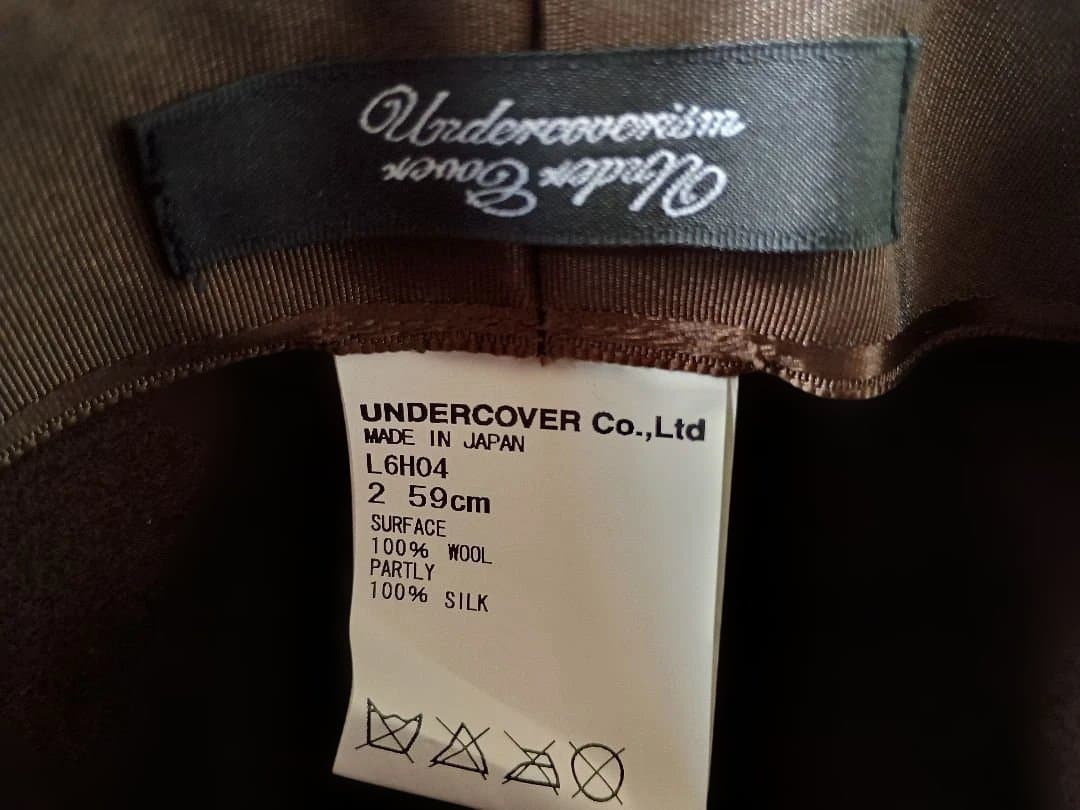 Undercoverism
Under Cover
UNDERCOVER Co.,Ltd
MADE IN JAPAN
L6H04
2 59cm
SURFACE
100% WOOL
PARTLY
100% SILK